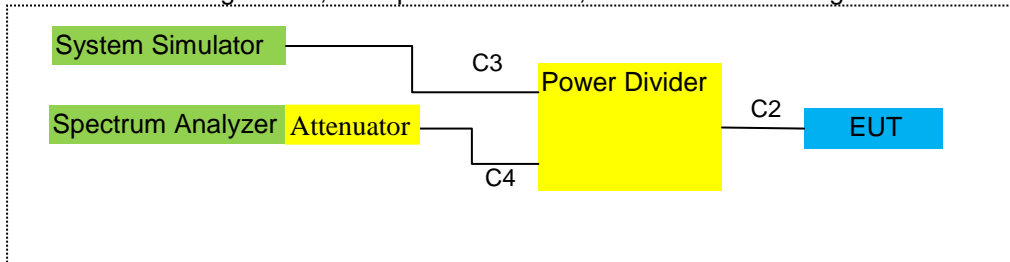 System Simulator
C3
Power Divider
C2
EUT
Spectrum Analyzer Attenuator
C4